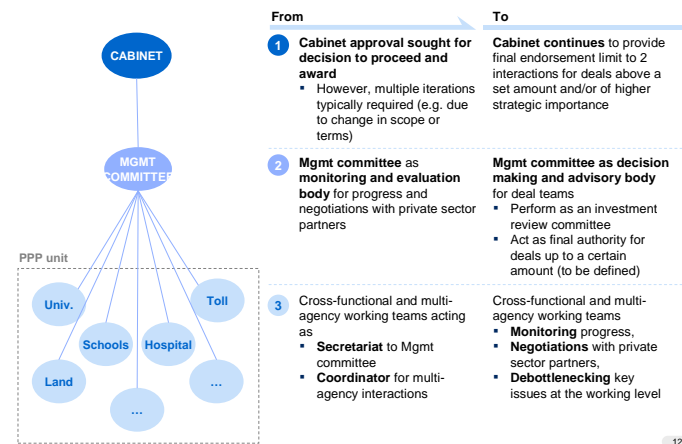 CABINET
MGMT
COMMITTEE
PPP unit
Univ.
Toll
Schools
Hospital
Land
…
…
From
To
1
Cabinet approval sought for
decision to proceed and
award
▪ However, multiple iterations
typically required (e.g. due
to change in scope or
terms)
Cabinet continues to provide
final endorsement limit to 2
interactions for deals above a
set amount and/or of higher
strategic importance
2
Mgmt committee as
monitoring and evaluation
body for progress and
negotiations with private sector
partners
Mgmt committee as decision
making and advisory body
for deal teams
▪ Perform as an investment
review committee
▪ Act as final authority for
deals up to a certain
amount (to be defined)
3
Cross-functional and multi-
agency working teams acting
as
▪ Secretariat to Mgmt
committee
▪ Coordinator for multi-
agency interactions
Cross-functional and multi-
agency working teams
▪ Monitoring progress,
▪ Negotiations with private
sector partners,
▪ Debottlenecking key
issues at the working level
12